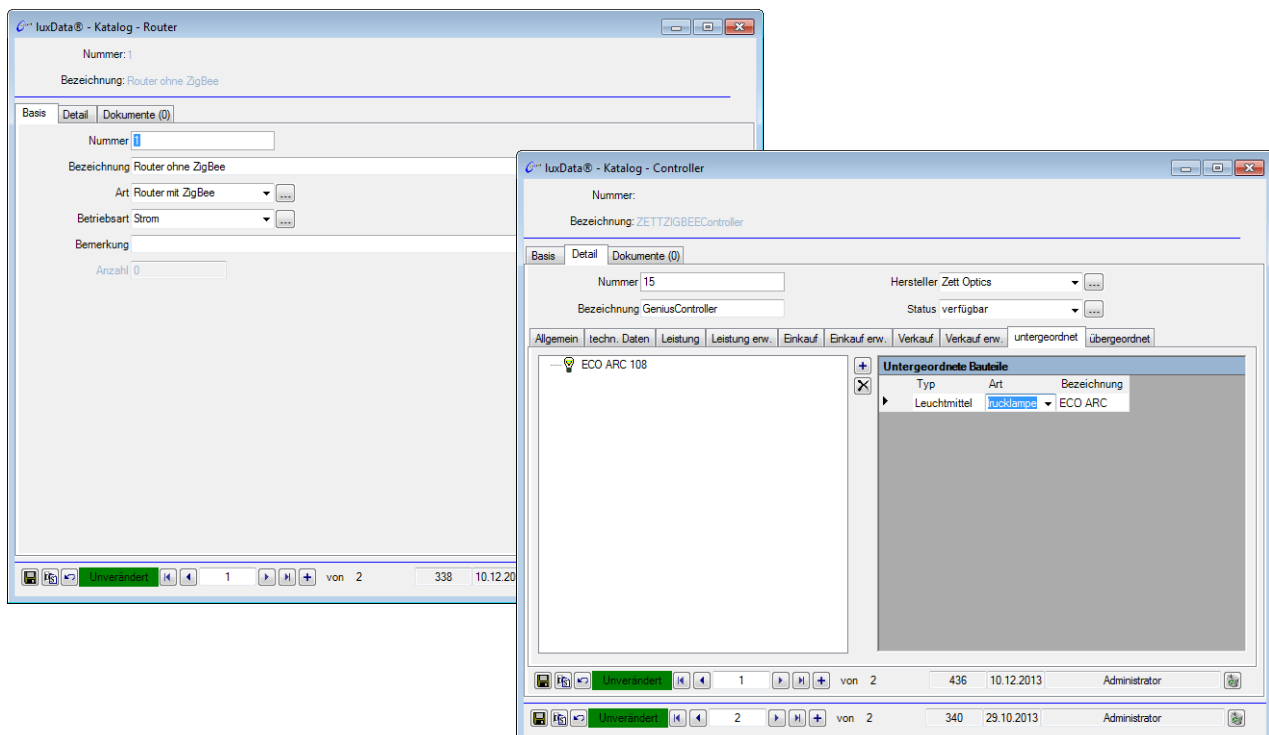 luxData® - Katalog - Router
Nummer: 1
Bezeichnung: Router ohne ZigBee
Basis Detail Dokumente (0)
Nummer 1
Bezeichnung Router ohne ZigBee
Art Router mit ZigBee ...
Betriebsart Strom ...
Bemerkung
Anzahl 0
Unverändert 1 von 2 338 10.12.20
luxData® - Katalog - Controller
Nummer:
Bezeichnung: ZETTZIGBEEController
Basis Detail Dokumente (0)
Nummer 15 Hersteller Zett Optics ...
Bezeichnung GeniusController Status verfügbar ...
Allgemein techn. Daten Leistung Leistung erw. Einkauf Einkauf erw. Verkauf Verkauf erw. untergeordnet übergeordnet
ECO ARC 108
Untergeordnete Bauteile
Typ Art Bezeichnung
Leuchtmittel rucklampe ECO ARC
Unverändert 1 von 2 436 10.12.2013 Administrator
Unverändert 2 von 2 340 29.10.2013 Administrator